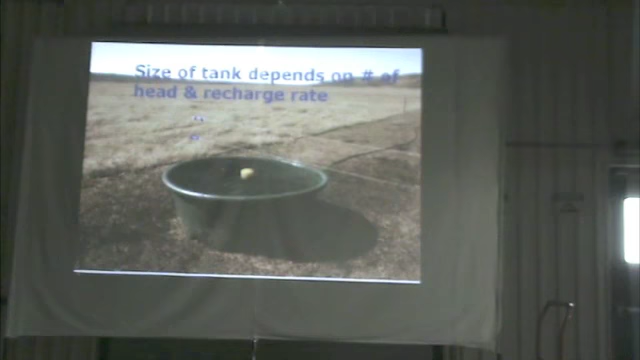 Size of tank depends on # of
head & recharge rate